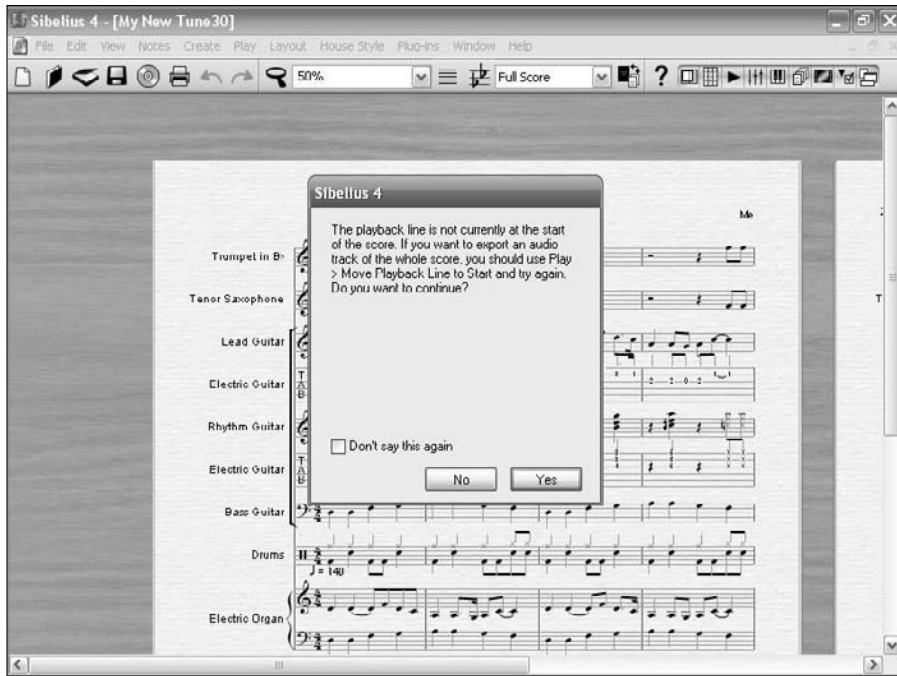 Sibelius 4 - [My New Tune30]
File Edit View Notes Create Play Layout House Style Plug-ins Window Help
50% Full Score
Sibelius 4
The playback line is not currently at the start
of the score. If you want to export an audio
track of the whole score, you should use Play
> Move Playback Line to Start and try again.
Do you want to continue?
Don't say this again
No Yes
Me
Trumpet in B♭
Tenor Saxophone
Lead Guitar
Electric Guitar
T
A
B
Rhythm Guitar
Electric Guitar
T
A
B
Bass Guitar
Drums
♩ = 140
Electric Organ
T